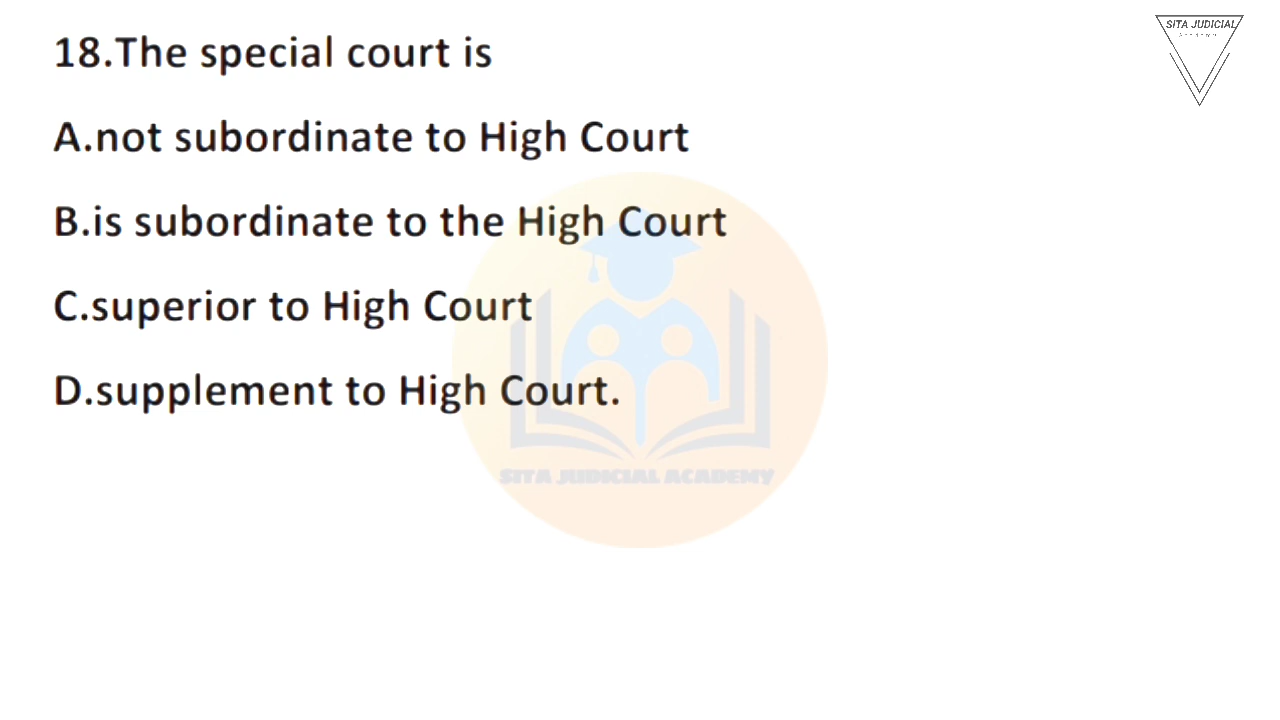 SITA JUDICIAL
Academy
18.The special court is
A.not subordinate to High Court
B.is subordinate to the High Court
C.superior to High Court
D.supplement to High Court.
SITA JUDICIAL ACADEMY